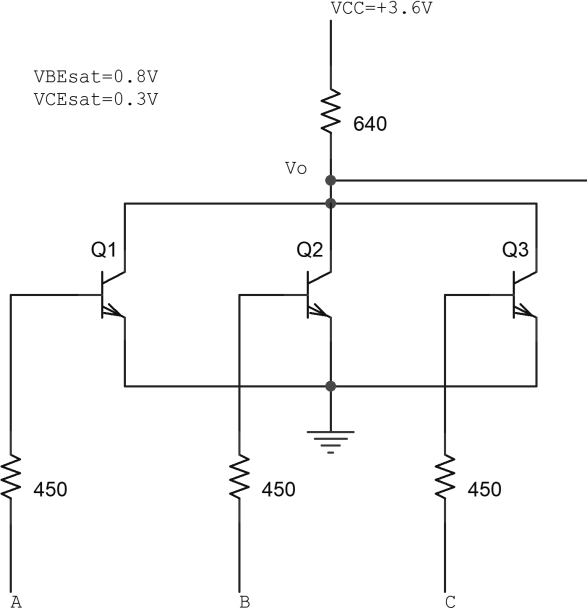 VCC=+3.6V
VBEsat=0.8V
VCEsat=0.3V
640
Vo
Q1
Q2
Q3
450
450
450
A
B
C